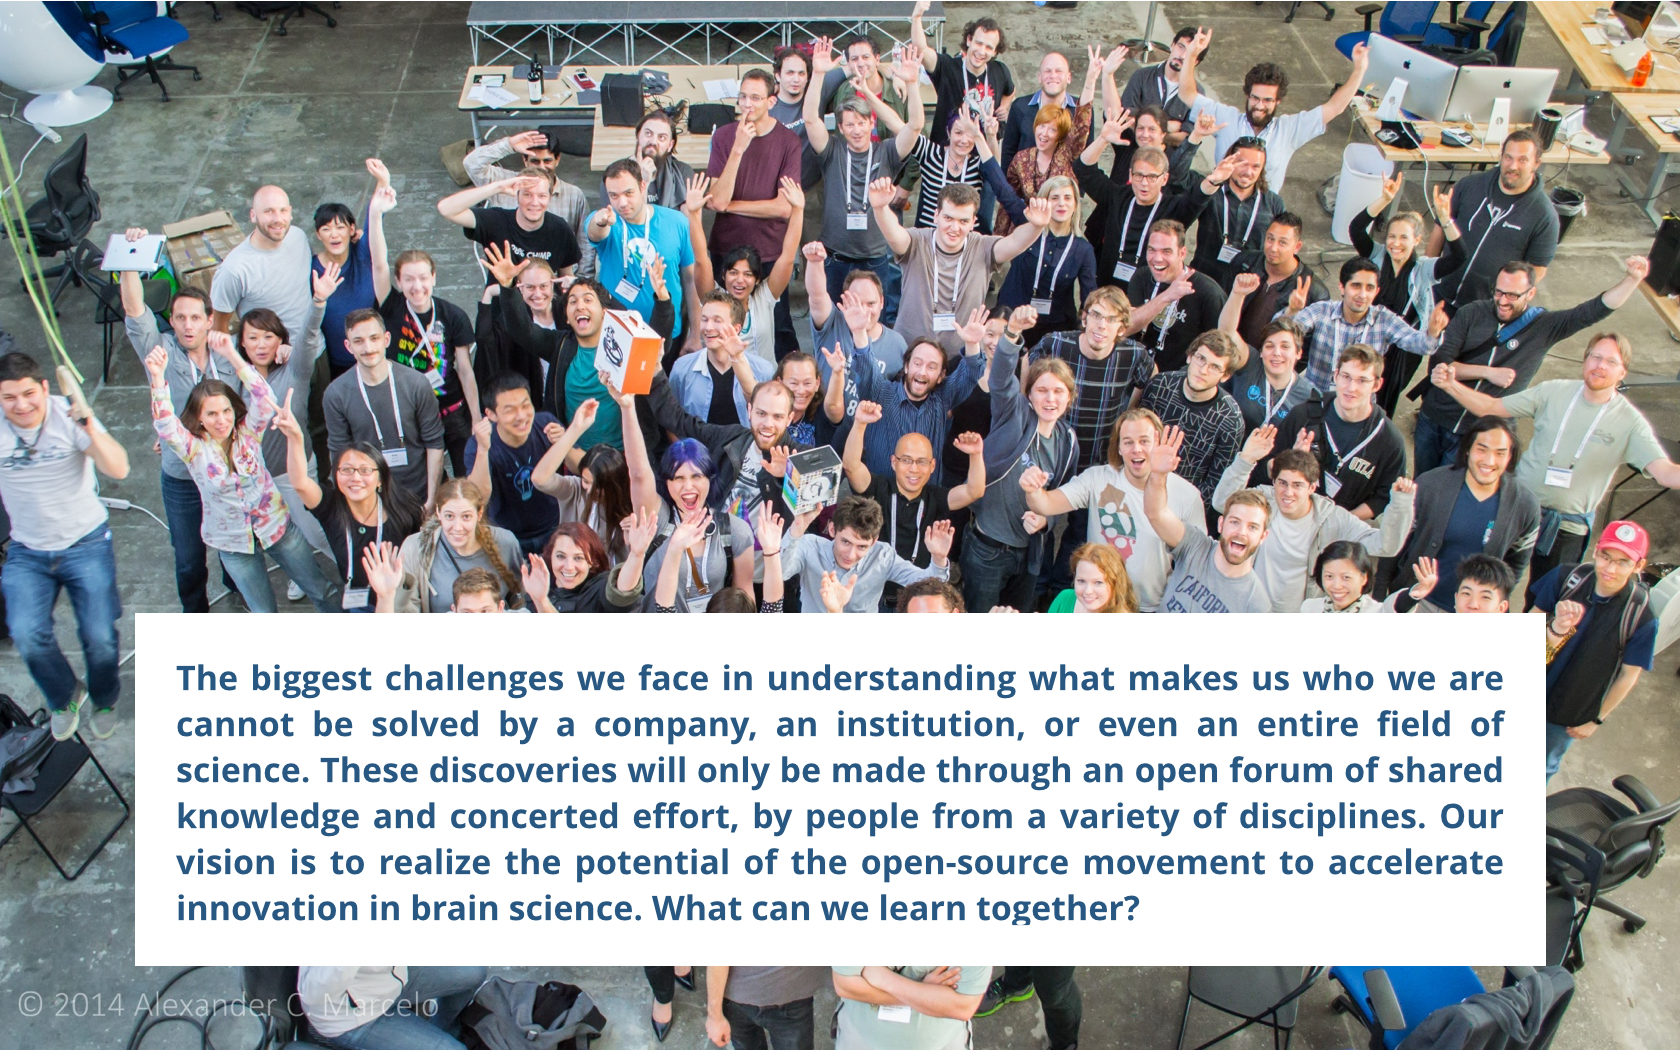 The biggest challenges we face in understanding what makes us who we are
cannot be solved by a company, an institution, or even an entire field of
science. These discoveries will only be made through an open forum of shared
knowledge and concerted effort, by people from a variety of disciplines. Our
vision is to realize the potential of the open-source movement to accelerate
innovation in brain science. What can we learn together?
© 2014 Alexander C. Marcelo